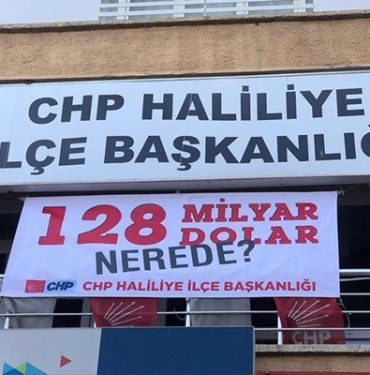 CHP HALİLİYE
İLÇE BAŞKANLIĞ
128 MİLYAR
DOLAR
NEREDE?
CHP CHP HALİLİYE İLÇE BAŞKANLIĞI
CHP